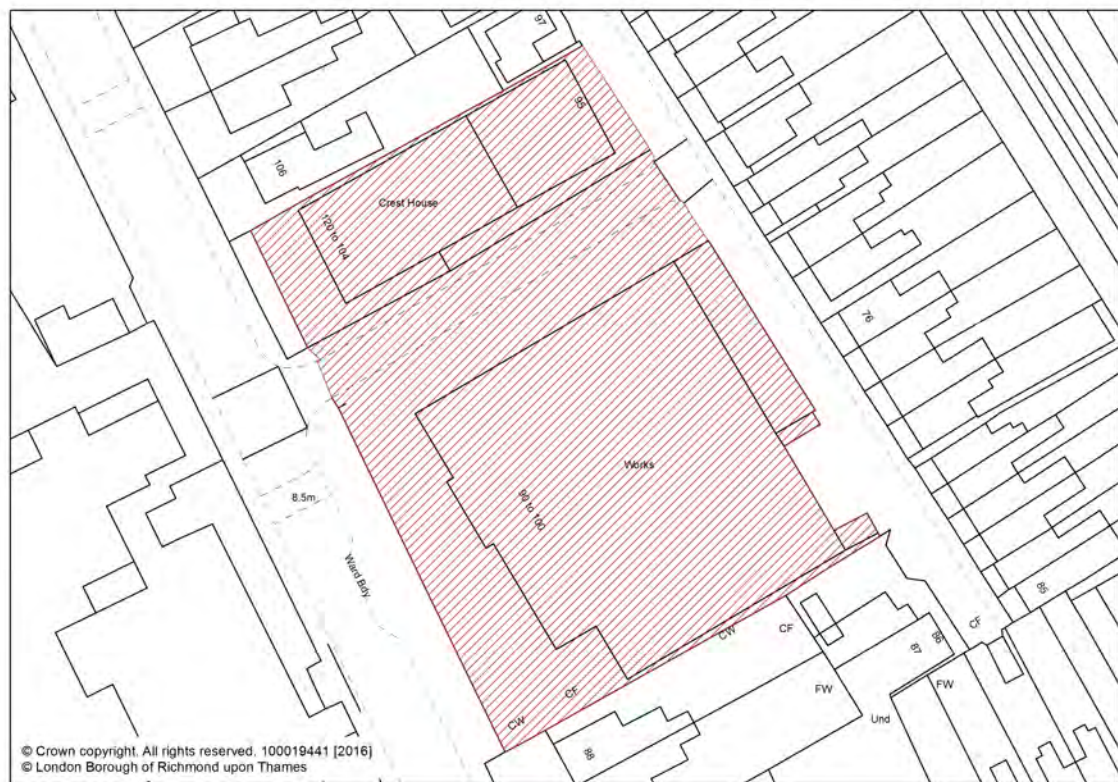 97
95
106
Crest House
120 to 104
76
Works
90 to 100
8.5m
Ward Bdy
CW
CF
85
CF
86
87
FW
FW
Und
CF
CW
88
© Crown copyright. All rights reserved. 100019441 [2016]
© London Borough of Richmond upon Thames